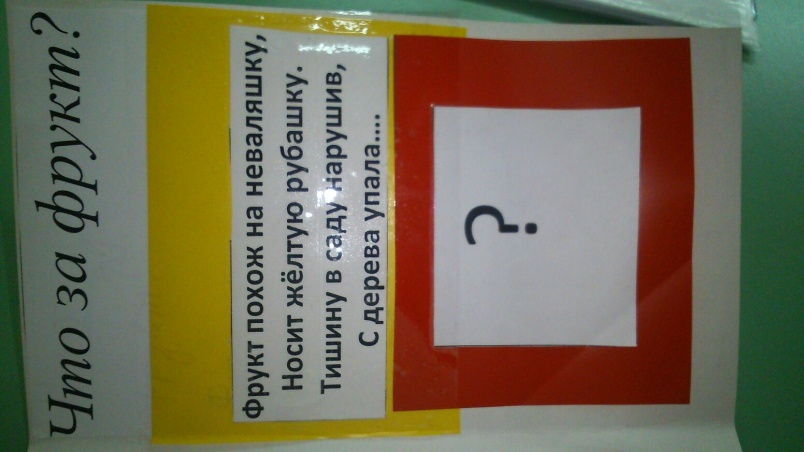 Что за фрукт?
Фрукт похож на неваляшку,
Носит жёлтую рубашку.
Тишину в саду нарушив,
С дерева упала....
?